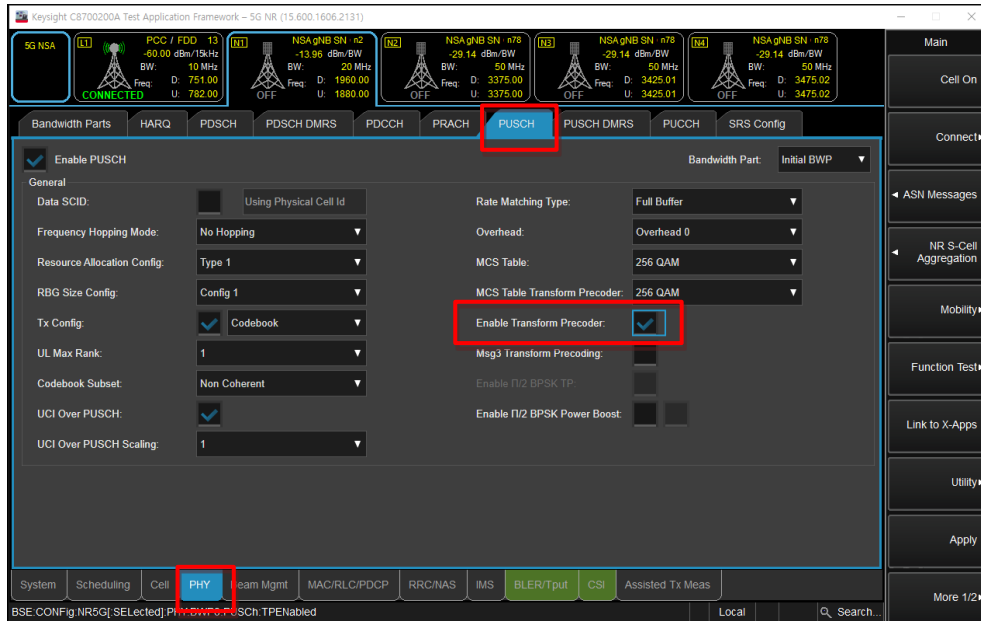 Keysight C8700200A Test Application Framework – 5G NR (15.600.1606.2131)
5G NSA
L1 PCC / FDD 13
-60.00 dBm/15kHz
BW: 10 MHz
Freq: D: 751.00
CONNECTED U: 782.00
N1 NSA gNB SN · n2
-13.96 dBm/BW
BW: 20 MHz
Freq: D: 1960.00
OFF U: 1880.00
N2 NSA gNB SN · n78
-29.14 dBm/BW
BW: 50 MHz
Freq: D: 3375.00
OFF U: 3375.00
N3 NSA gNB SN · n78
-29.14 dBm/BW
BW: 50 MHz
Freq: D: 3425.01
OFF U: 3425.01
N4 NSA gNB SN · n78
-29.14 dBm/BW
BW: 50 MHz
Freq: D: 3475.02
OFF U: 3475.02
Bandwidth Parts HARQ PDSCH PDSCH DMRS PDCCH PRACH PUSCH PUSCH DMRS PUCCH SRS Config
Enable PUSCH
Bandwidth Part: Initial BWP
General
Data SCID: Using Physical Cell Id
Frequency Hopping Mode: No Hopping
Resource Allocation Config: Type 1
RBG Size Config: Config 1
Tx Config: Codebook
UL Max Rank: 1
Codebook Subset: Non Coherent
UCI Over PUSCH:
UCI Over PUSCH Scaling: 1
Rate Matching Type: Full Buffer
Overhead: Overhead 0
MCS Table: 256 QAM
MCS Table Transform Precoder: 256 QAM
Enable Transform Precoder:
Msg3 Transform Precoding:
Enable Π/2 BPSK TP:
Enable Π/2 BPSK Power Boost:
System Scheduling Cell PHY Beam Mgmt MAC/RLC/PDCP RRC/NAS IMS BLER/Tput CSI Assisted Tx Meas
BSE:CONFig:NR5G[:SELected]:PHY:BWP0:PUSCh:TPENabled
Local
Search...
Main
Cell On
Connect
ASN Messages
NR S-Cell
Aggregation
Mobility
Function Test
Link to X-Apps
Utility
Apply
More 1/2